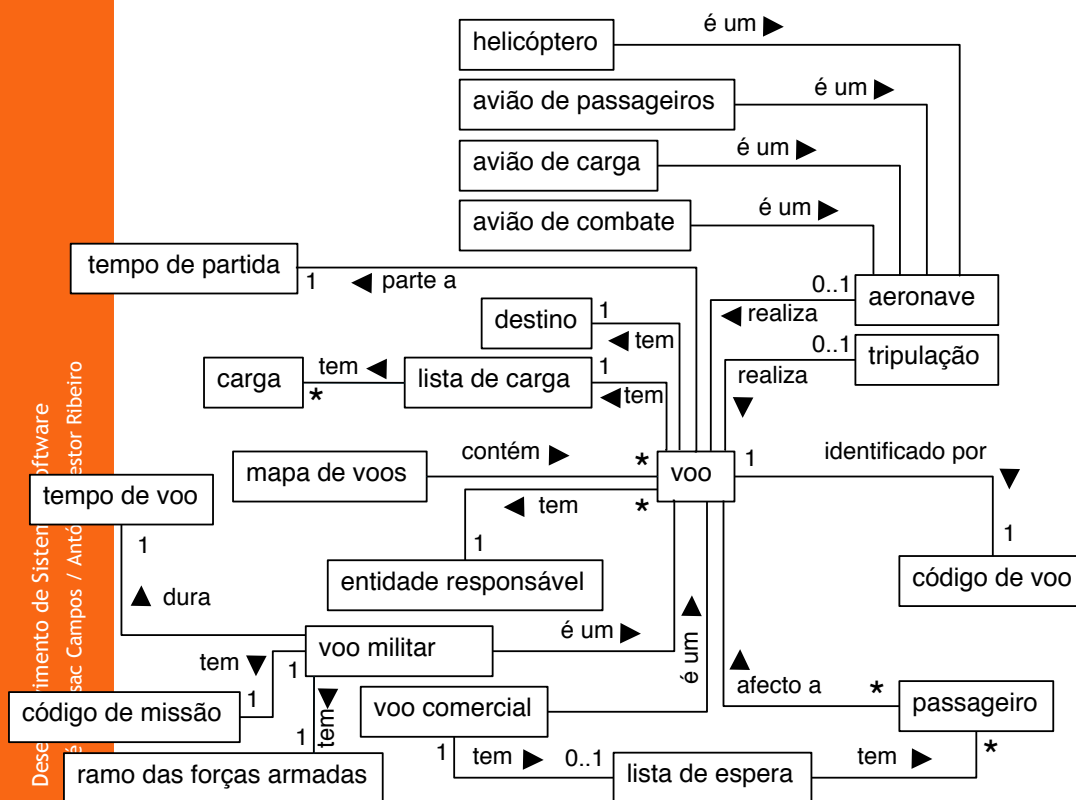 helicóptero
é um
avião de passageiros
é um
avião de carga
é um
avião de combate
é um
tempo de partida
1
parte a
0..1
aeronave
realiza
destino
1
tem
0..1
tripulação
realiza
carga
tem
*
lista de carga
1
tem
mapa de voos
contém
*
voo
1
identificado por
1
código de voo
tempo de voo
1
tem
*
1
entidade responsável
dura
voo militar
é um
é um
tem
1
1
código de missão
tem
1
ramo das forças armadas
voo comercial
1
tem
0..1
lista de espera
tem
*
afecto a
*
passageiro
Campos /
Ribeiro